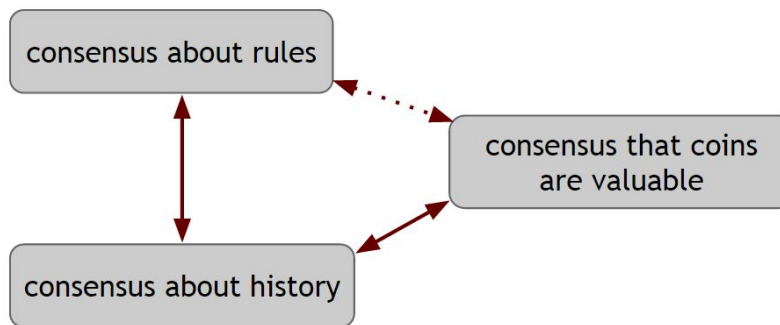 consensus about rules
consensus that coins
are valuable
consensus about history